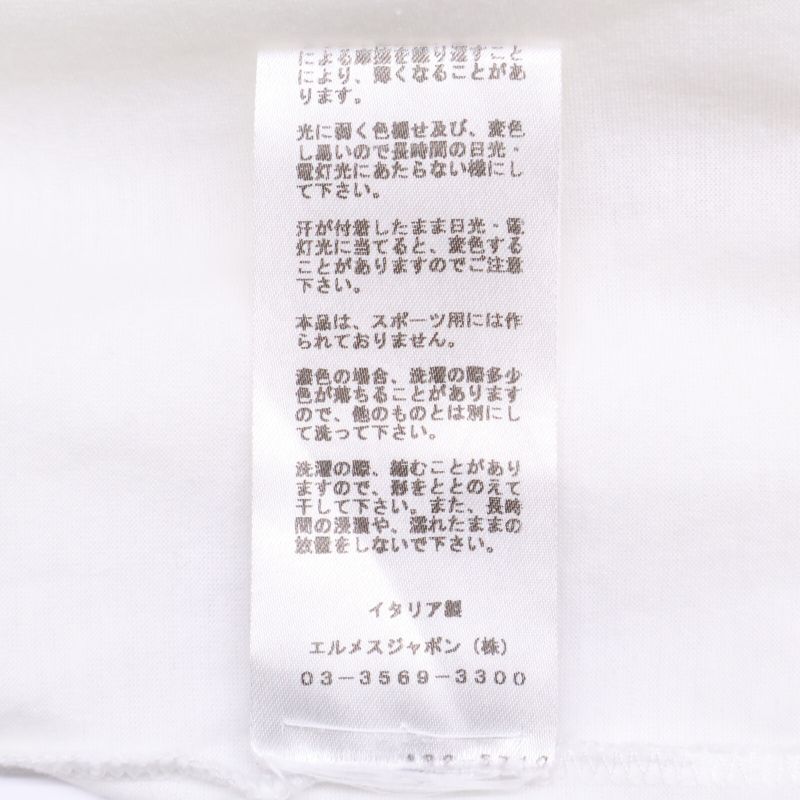 による摩擦を繰り返すこと
により、薄くなることがあ
ります。
光に弱く色褪せ及び、変色
し易いので長時間の日光・
電灯光にあたらない様にし
て下さい。
汗が付着したまま日光・電
灯光に当てると、変色する
ことがありますのでご注意
下さい。
本品は、スポーツ用には作
られておりません。
濃色の場合、洗濯の際多少
色が落ちることがあります
ので、他のものとは別にし
て洗って下さい。
洗濯の際、縮むことがあり
ますので、形をととのえて
干して下さい。また、長時
間の浸漬や、濡れたままの
放置をしないで下さい。
イタリア製
エルメスジャポン（株）
03-3569-3300